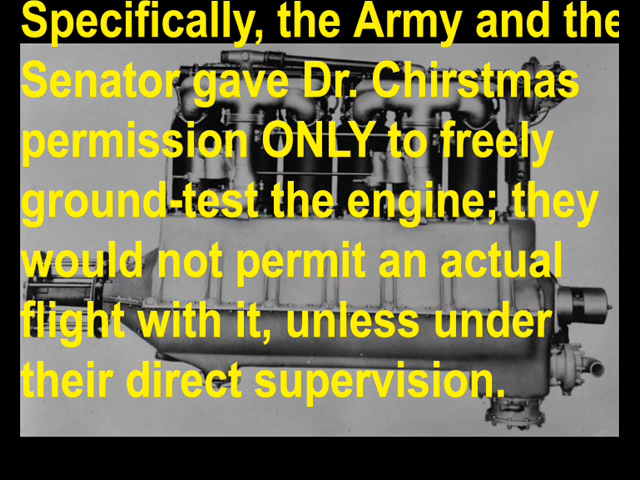 Specifically, the Army and the
Senator gave Dr. Chirstmas
permission ONLY to freely
ground-test the engine; they
would not permit an actual
flight with it, unless under
their direct supervision.